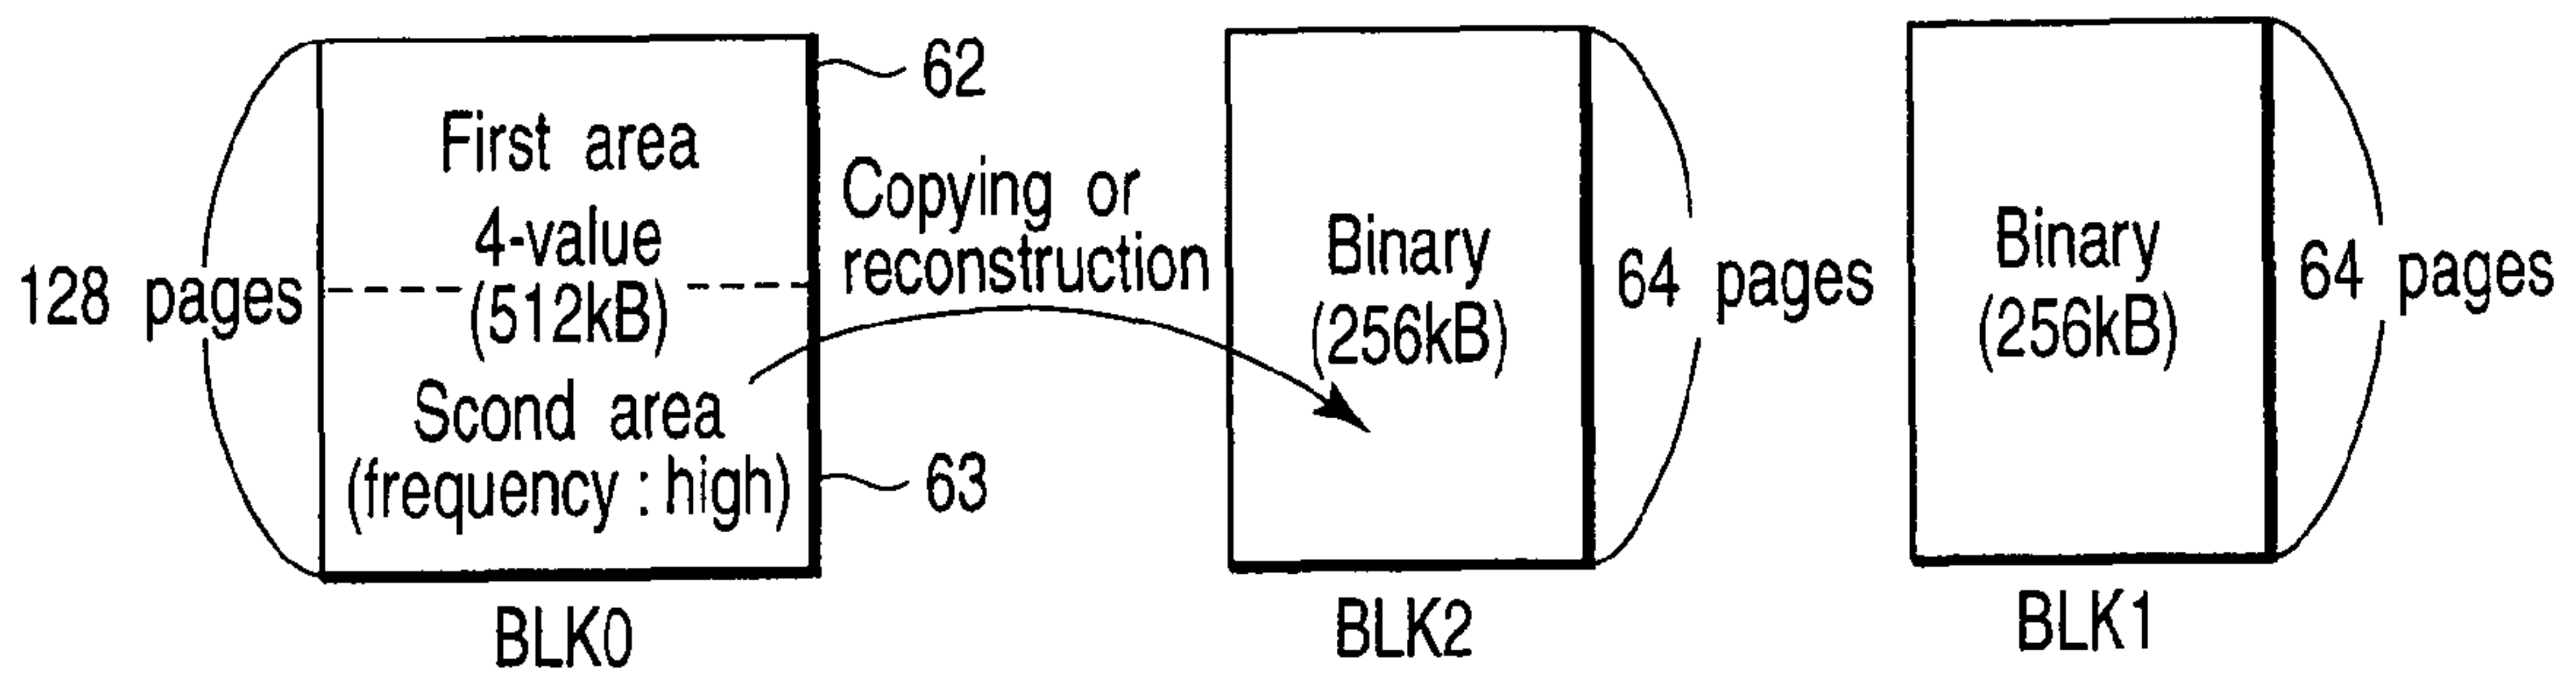 128 pages
First area
4-value
(512kB)
Scond area
(frequency : high)
BLK0
62
63
Copying or
reconstruction
Binary
(256kB)
64 pages
BLK2
Binary
(256kB)
64 pages
BLK1